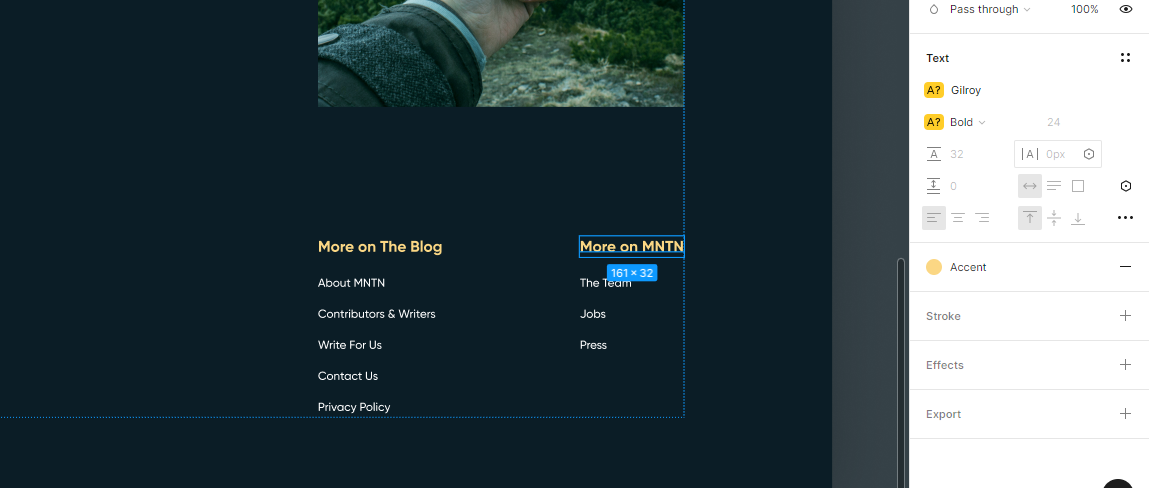 Pass through 100%
Text
A? Gilroy
A? Bold 24
A 32 |A| 0px
0
More on The Blog More on MNTN
161 × 32
About MNTN The Team
Contributors & Writers Jobs
Write For Us Press
Contact Us
Privacy Policy
Accent
Stroke
Effects
Export